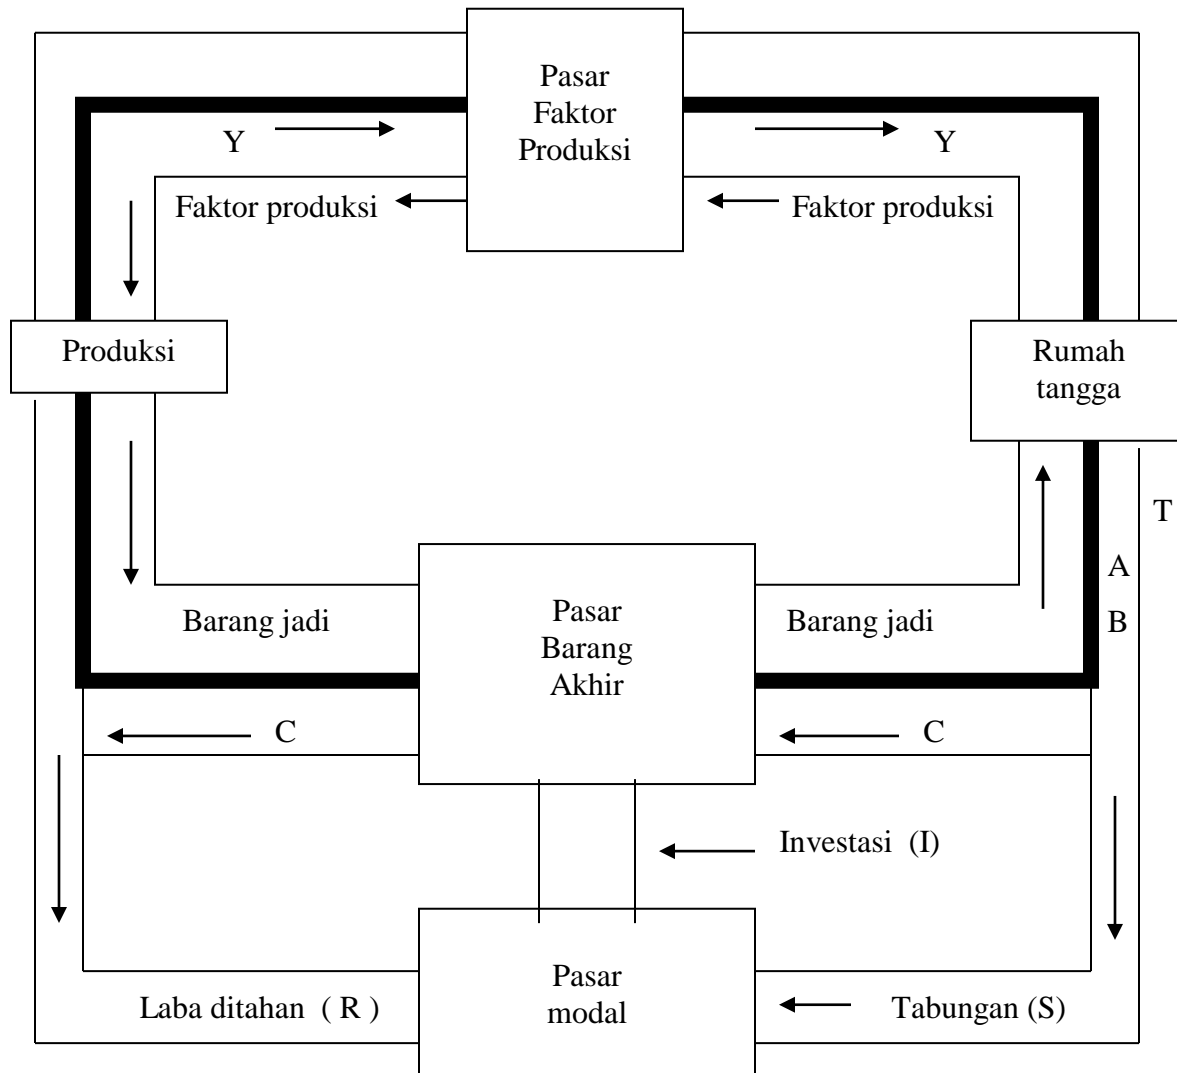 Pasar
Faktor
Produksi
Y
Y
Faktor produksi
Faktor produksi
Produksi
Rumah
tangga
T
A
B
Pasar
Barang
Akhir
Barang jadi
Barang jadi
C
C
Investasi (I)
Pasar
modal
Laba ditahan ( R )
Tabungan (S)